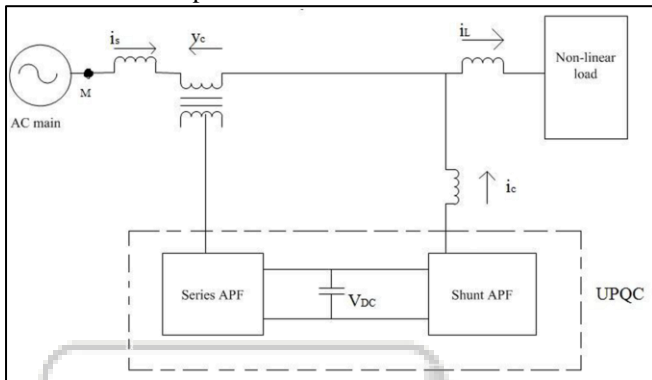 is
vc
iL
Non-linear
load
M
AC main
ic
Series APF
VDC
Shunt APF
UPQC